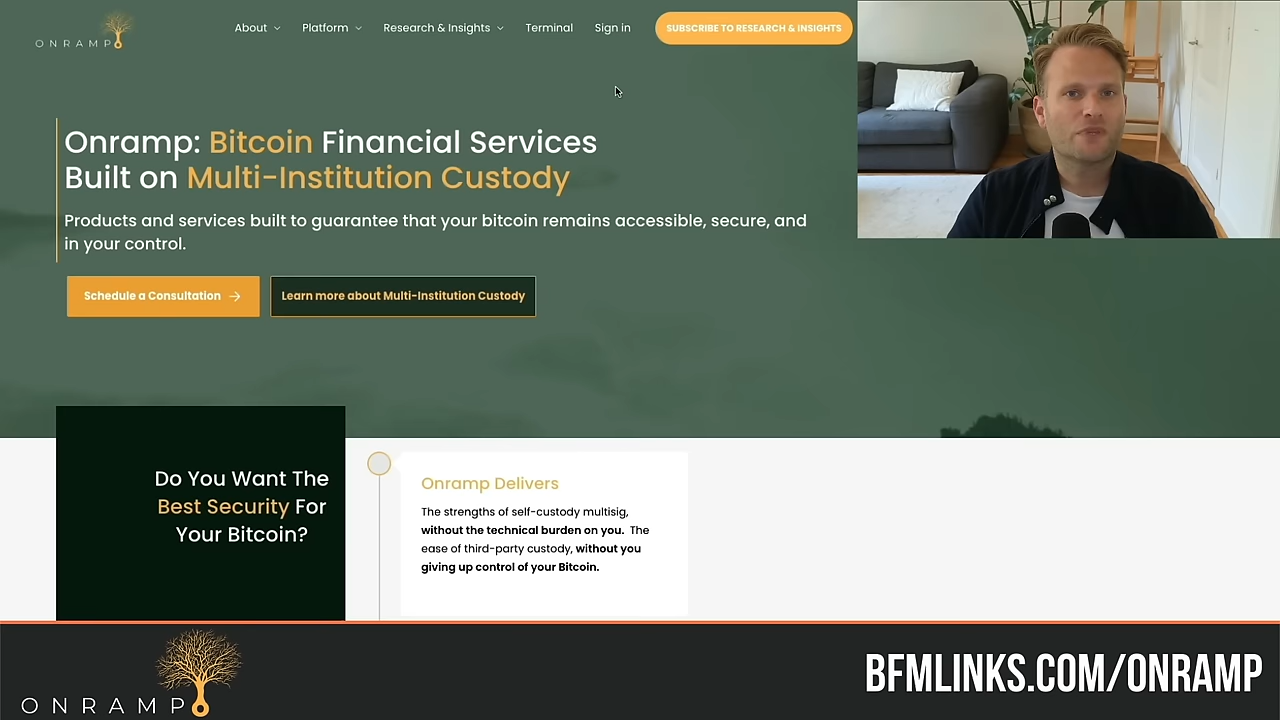 ONRAMP
About
Platform
Research & Insights
Terminal
Sign in
SUBSCRIBE TO RESEARCH & INSIGHTS
Onramp: Bitcoin Financial Services
Built on Multi-Institution Custody
Products and services built to guarantee that your bitcoin remains accessible, secure, and
in your control.
Schedule a Consultation
Learn more about Multi-Institution Custody
Do You Want The
Best Security For
Your Bitcoin?
Onramp Delivers
The strengths of self-custody multisig,
without the technical burden on you. The
ease of third-party custody, without you
giving up control of your Bitcoin.
ONRAMP
BFMLINKS.COM/ONRAMP